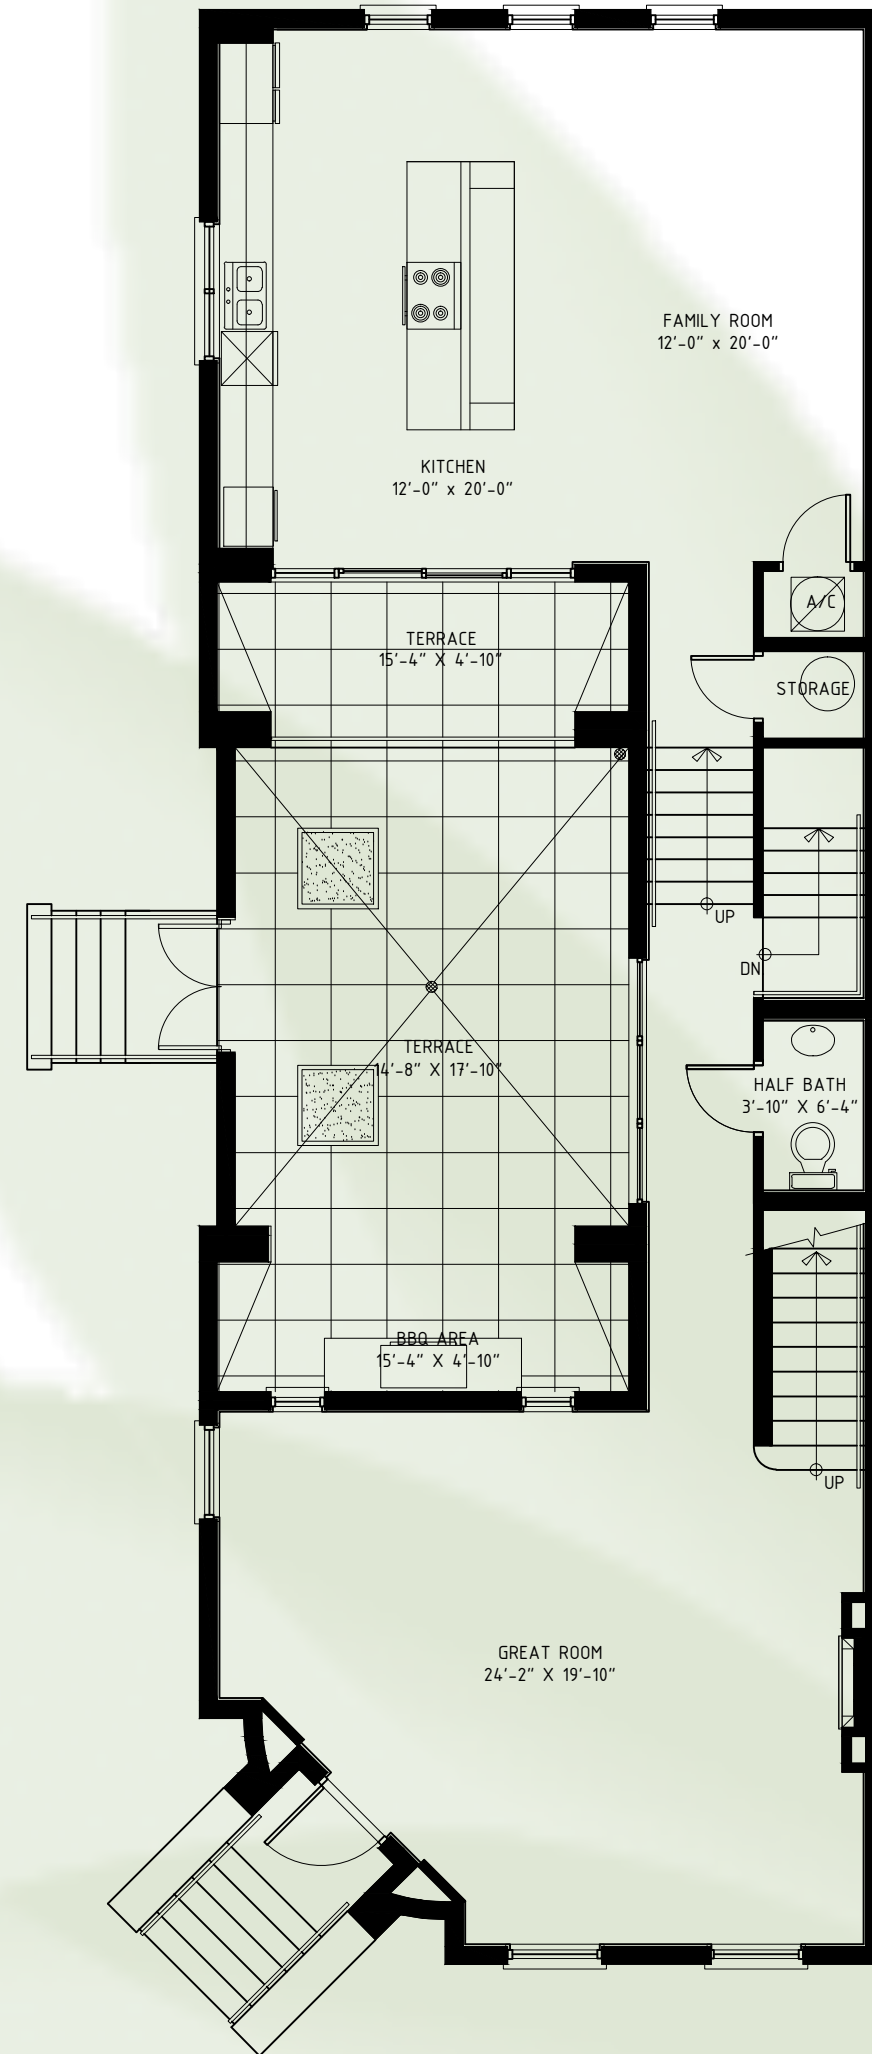 FAMILY ROOM
12'-0" x 20'-0"
KITCHEN
12'-0" x 20'-0"
A/C
TERRACE
15'-4" X 4'-10"
STORAGE
UP
DN
TERRACE
14'-8" X 17'-10"
HALF BATH
3'-10" X 6'-4"
BBQ AREA
15'-4" X 4'-10"
UP
GREAT ROOM
24'-2" X 19'-10"